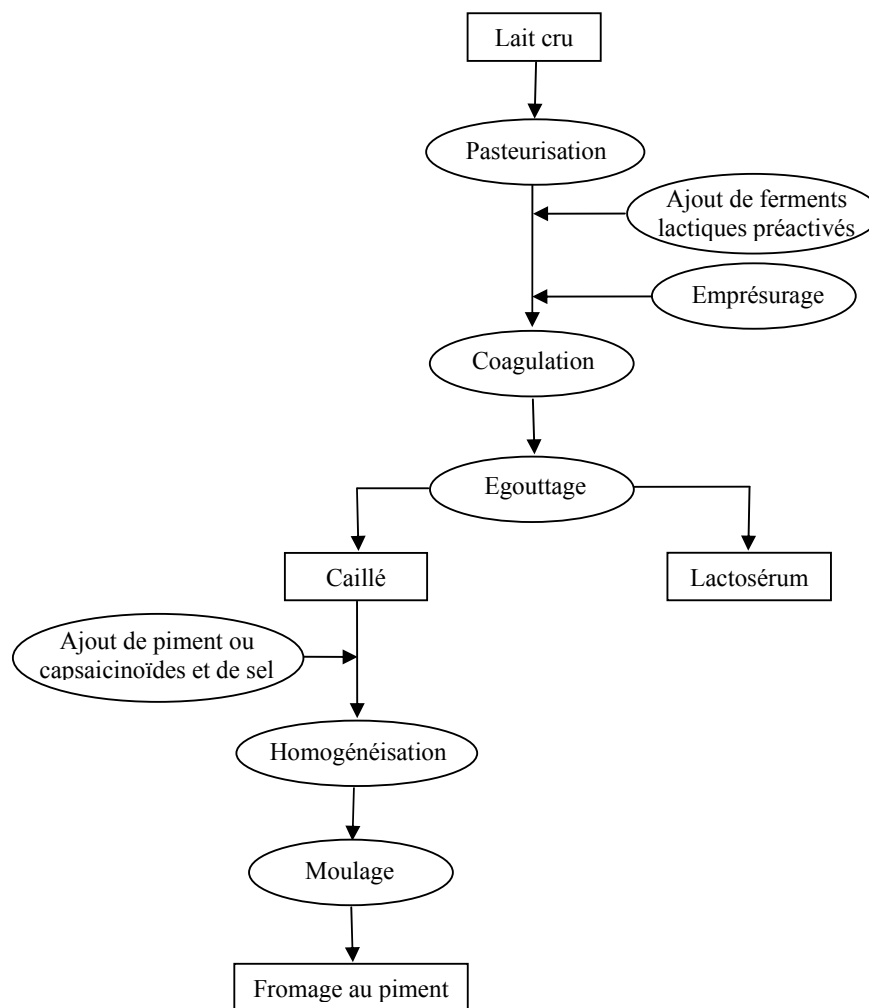 Lait cru
Pasteurisation
Ajout de ferments
lactiques préactivés
Emprésurage
Coagulation
Egouttage
Caillé
Lactosérum
Ajout de piment ou
capsaicinoïdes et de sel
Homogénéisation
Moulage
Fromage au piment